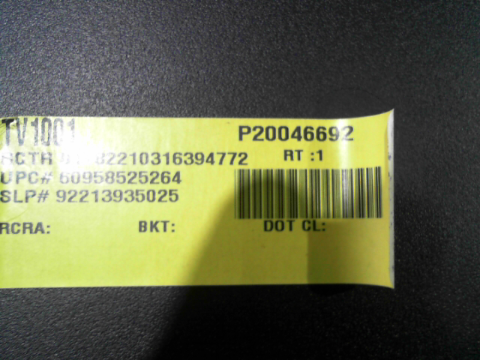 TV1001 P20046692
RCTR 82210316394772 RT :1
UPC# 60958525264
SLP# 92213935025
RCRA: BKT: DOT CL: